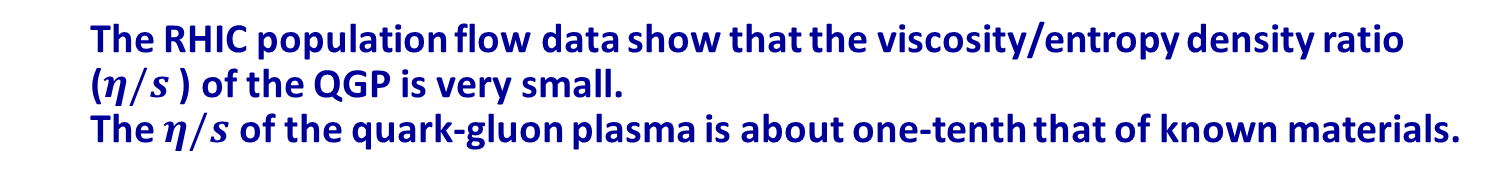 The RHIC population flow data show that the viscosity/entropy density ratio
(η/s ) of the QGP is very small.
The η/s of the quark-gluon plasma is about one-tenth that of known materials.